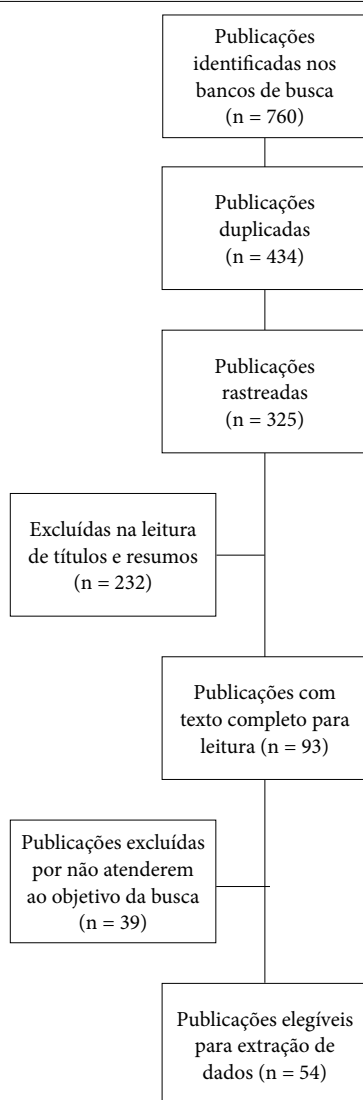 Publicações
identificadas nos
bancos de busca
(n = 760)
Publicações
duplicadas
(n = 434)
Publicações
rastreadas
(n = 325)
Excluídas na leitura
de títulos e resumos
(n = 232)
Publicações com
texto completo para
leitura (n = 93)
Publicações excluídas
por não atenderem
ao objetivo da busca
(n = 39)
Publicações elegíveis
para extração de
dados (n = 54)